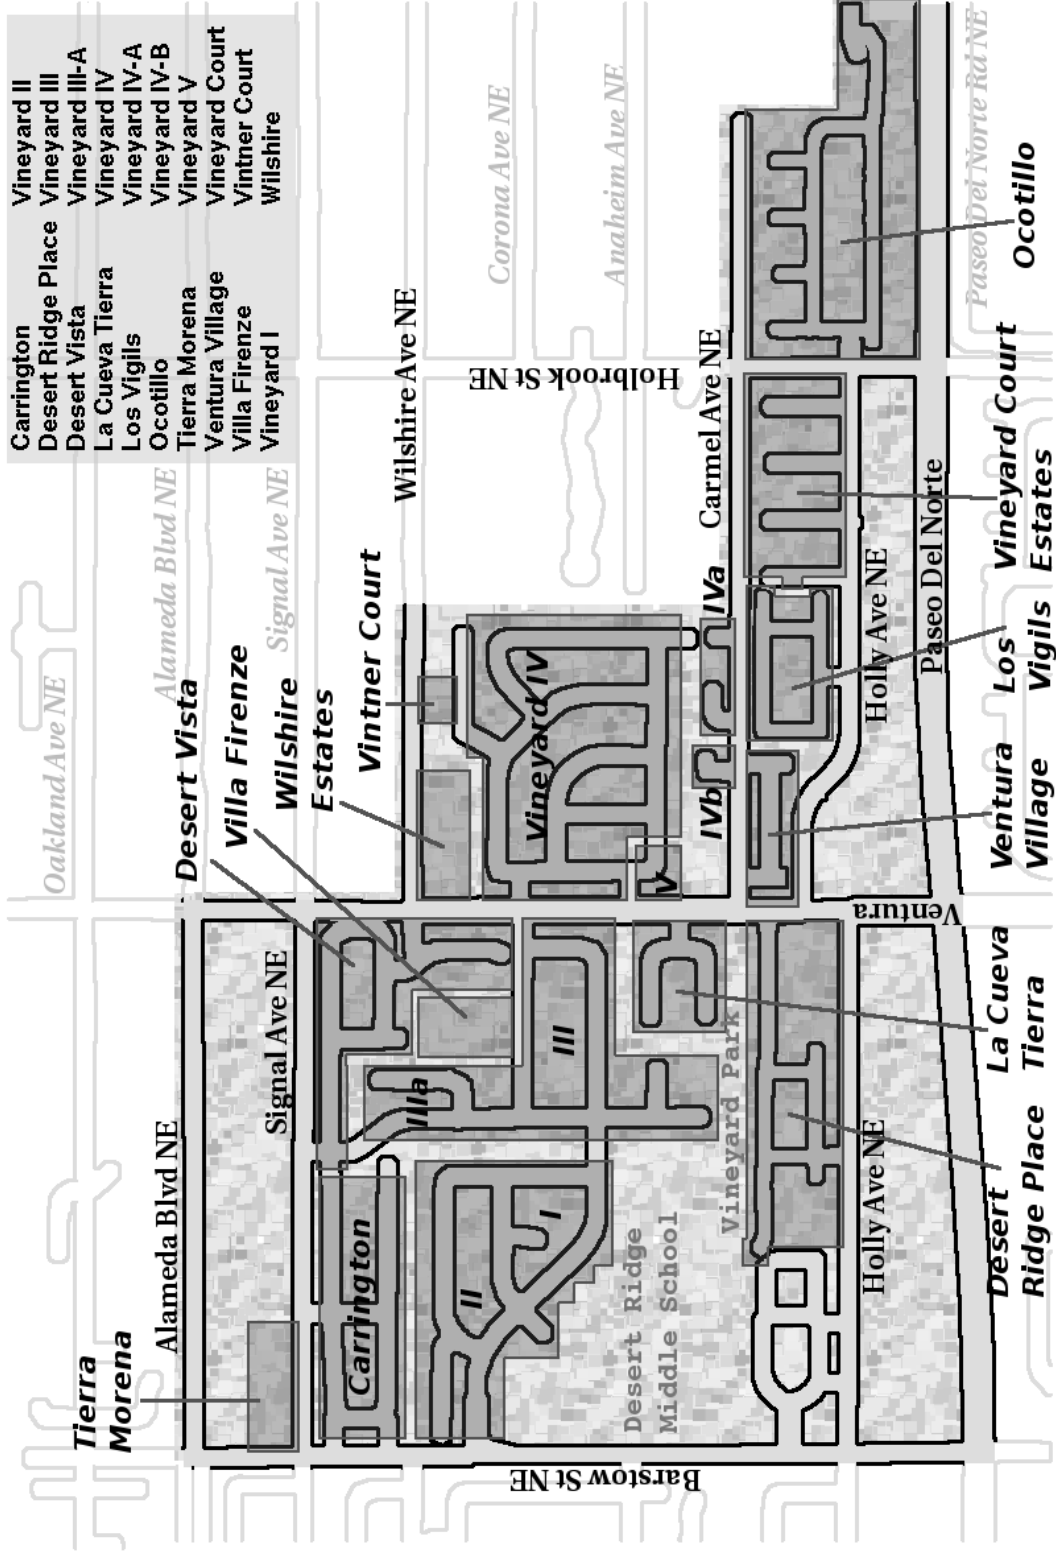 Carrington
Desert Ridge Place
Desert Vista
La Cueva Tierra
Los Vigils
Ocotillo
Tierra Morena
Ventura Village
Villa Firenze
Vineyard I
Vineyard II
Vineyard III
Vineyard III-A
Vineyard IV
Vineyard IV-A
Vineyard IV-B
Vineyard V
Vineyard Court
Vintner Court
Wilshire
Oakland Ave NE
Alameda Blvd NE
Signal Ave NE
Corona Ave NE
Anaheim Ave NE
Paseo Del Norte Rd NE
Tierra
Morena
Alameda Blvd NE
Signal Ave NE
Desert Vista
Villa Firenze
Wilshire
Estates
Vintner Court
Wilshire Ave NE
Holbrook St NE
Carmel Ave NE
Carrington
II
I
IIIa
III
Vineyard IV
V
IVb
IVa
Desert Ridge
Middle School
Vineyard Park
Barstow St NE
Ventura
Holly Ave NE
Holly Ave NE
Paseo Del Norte
Desert
Ridge Place
La Cueva
Tierra
Ventura
Village
Los
Vigils
Vineyard Court
Estates
Ocotillo